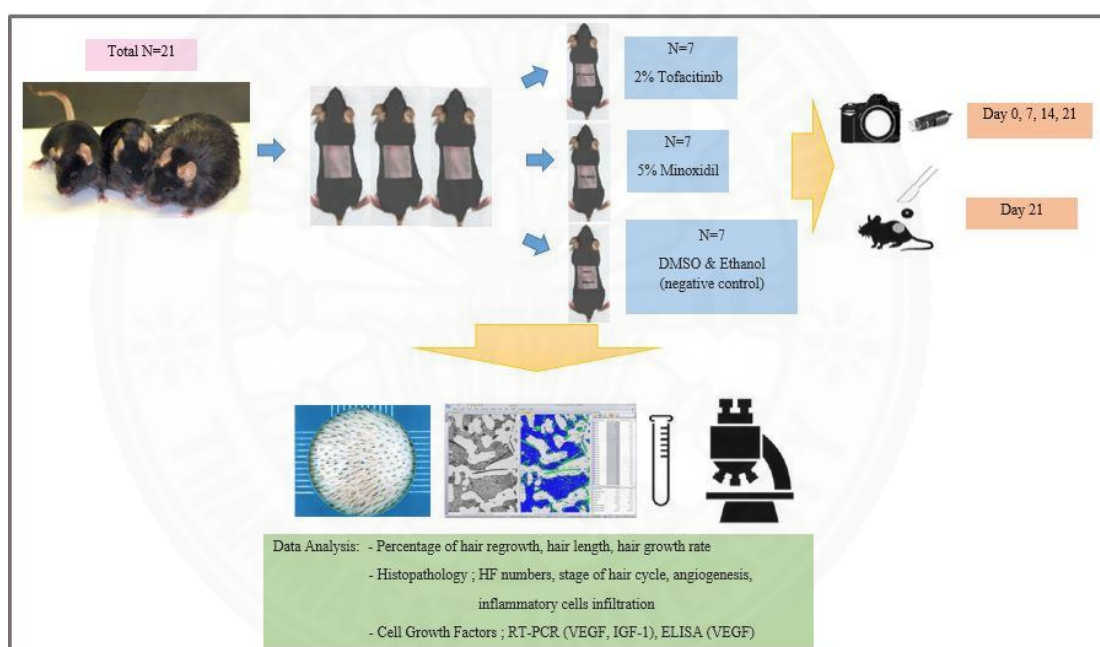 Total N=21
N=7
2% Tofacitinib
N=7
5% Minoxidil
N=7
DMSO & Ethanol
(negative control)
Day 0, 7, 14, 21
Day 21
Data Analysis: - Percentage of hair regrowth, hair length, hair growth rate
- Histopathology ; HF numbers, stage of hair cycle, angiogenesis,
inflammatory cells infiltration
- Cell Growth Factors ; RT-PCR (VEGF, IGF-1), ELISA (VEGF)